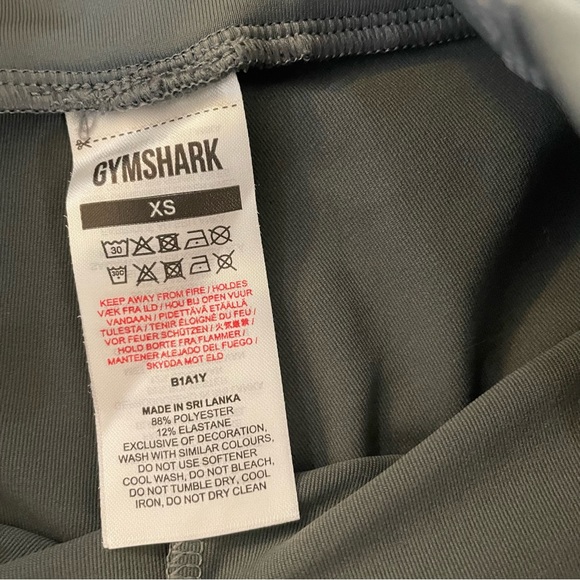 GYMSHARK
XS
30
30C
KEEP AWAY FROM FIRE / HOLDES
VÆK FRA ILD / HOU BU OPEN VUUR
VANDAAN / PIDETTÄVÄ ETÄÄLLÄ
TULESTA / TENIR ÉLOIGNÉ DU FEU /
VOR FEUER SCHÜTZEN / 火気厳禁 /
HOLD BORTE FRA FLAMMER /
MANTENER ALEJADO DEL FUEGO /
SKYDDA MOT ELD
B1A1Y
MADE IN SRI LANKA
88% POLYESTER
12% ELASTANE
EXCLUSIVE OF DECORATION,
WASH WITH SIMILAR COLOURS,
DO NOT USE SOFTENER
COOL WASH, DO NOT BLEACH,
DO NOT TUMBLE DRY, COOL
IRON, DO NOT DRY CLEAN